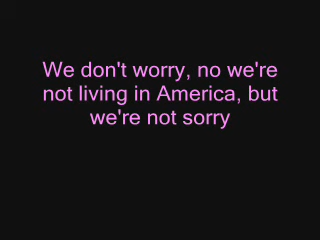 We don't worry, no we're
not living in America, but
we're not sorry